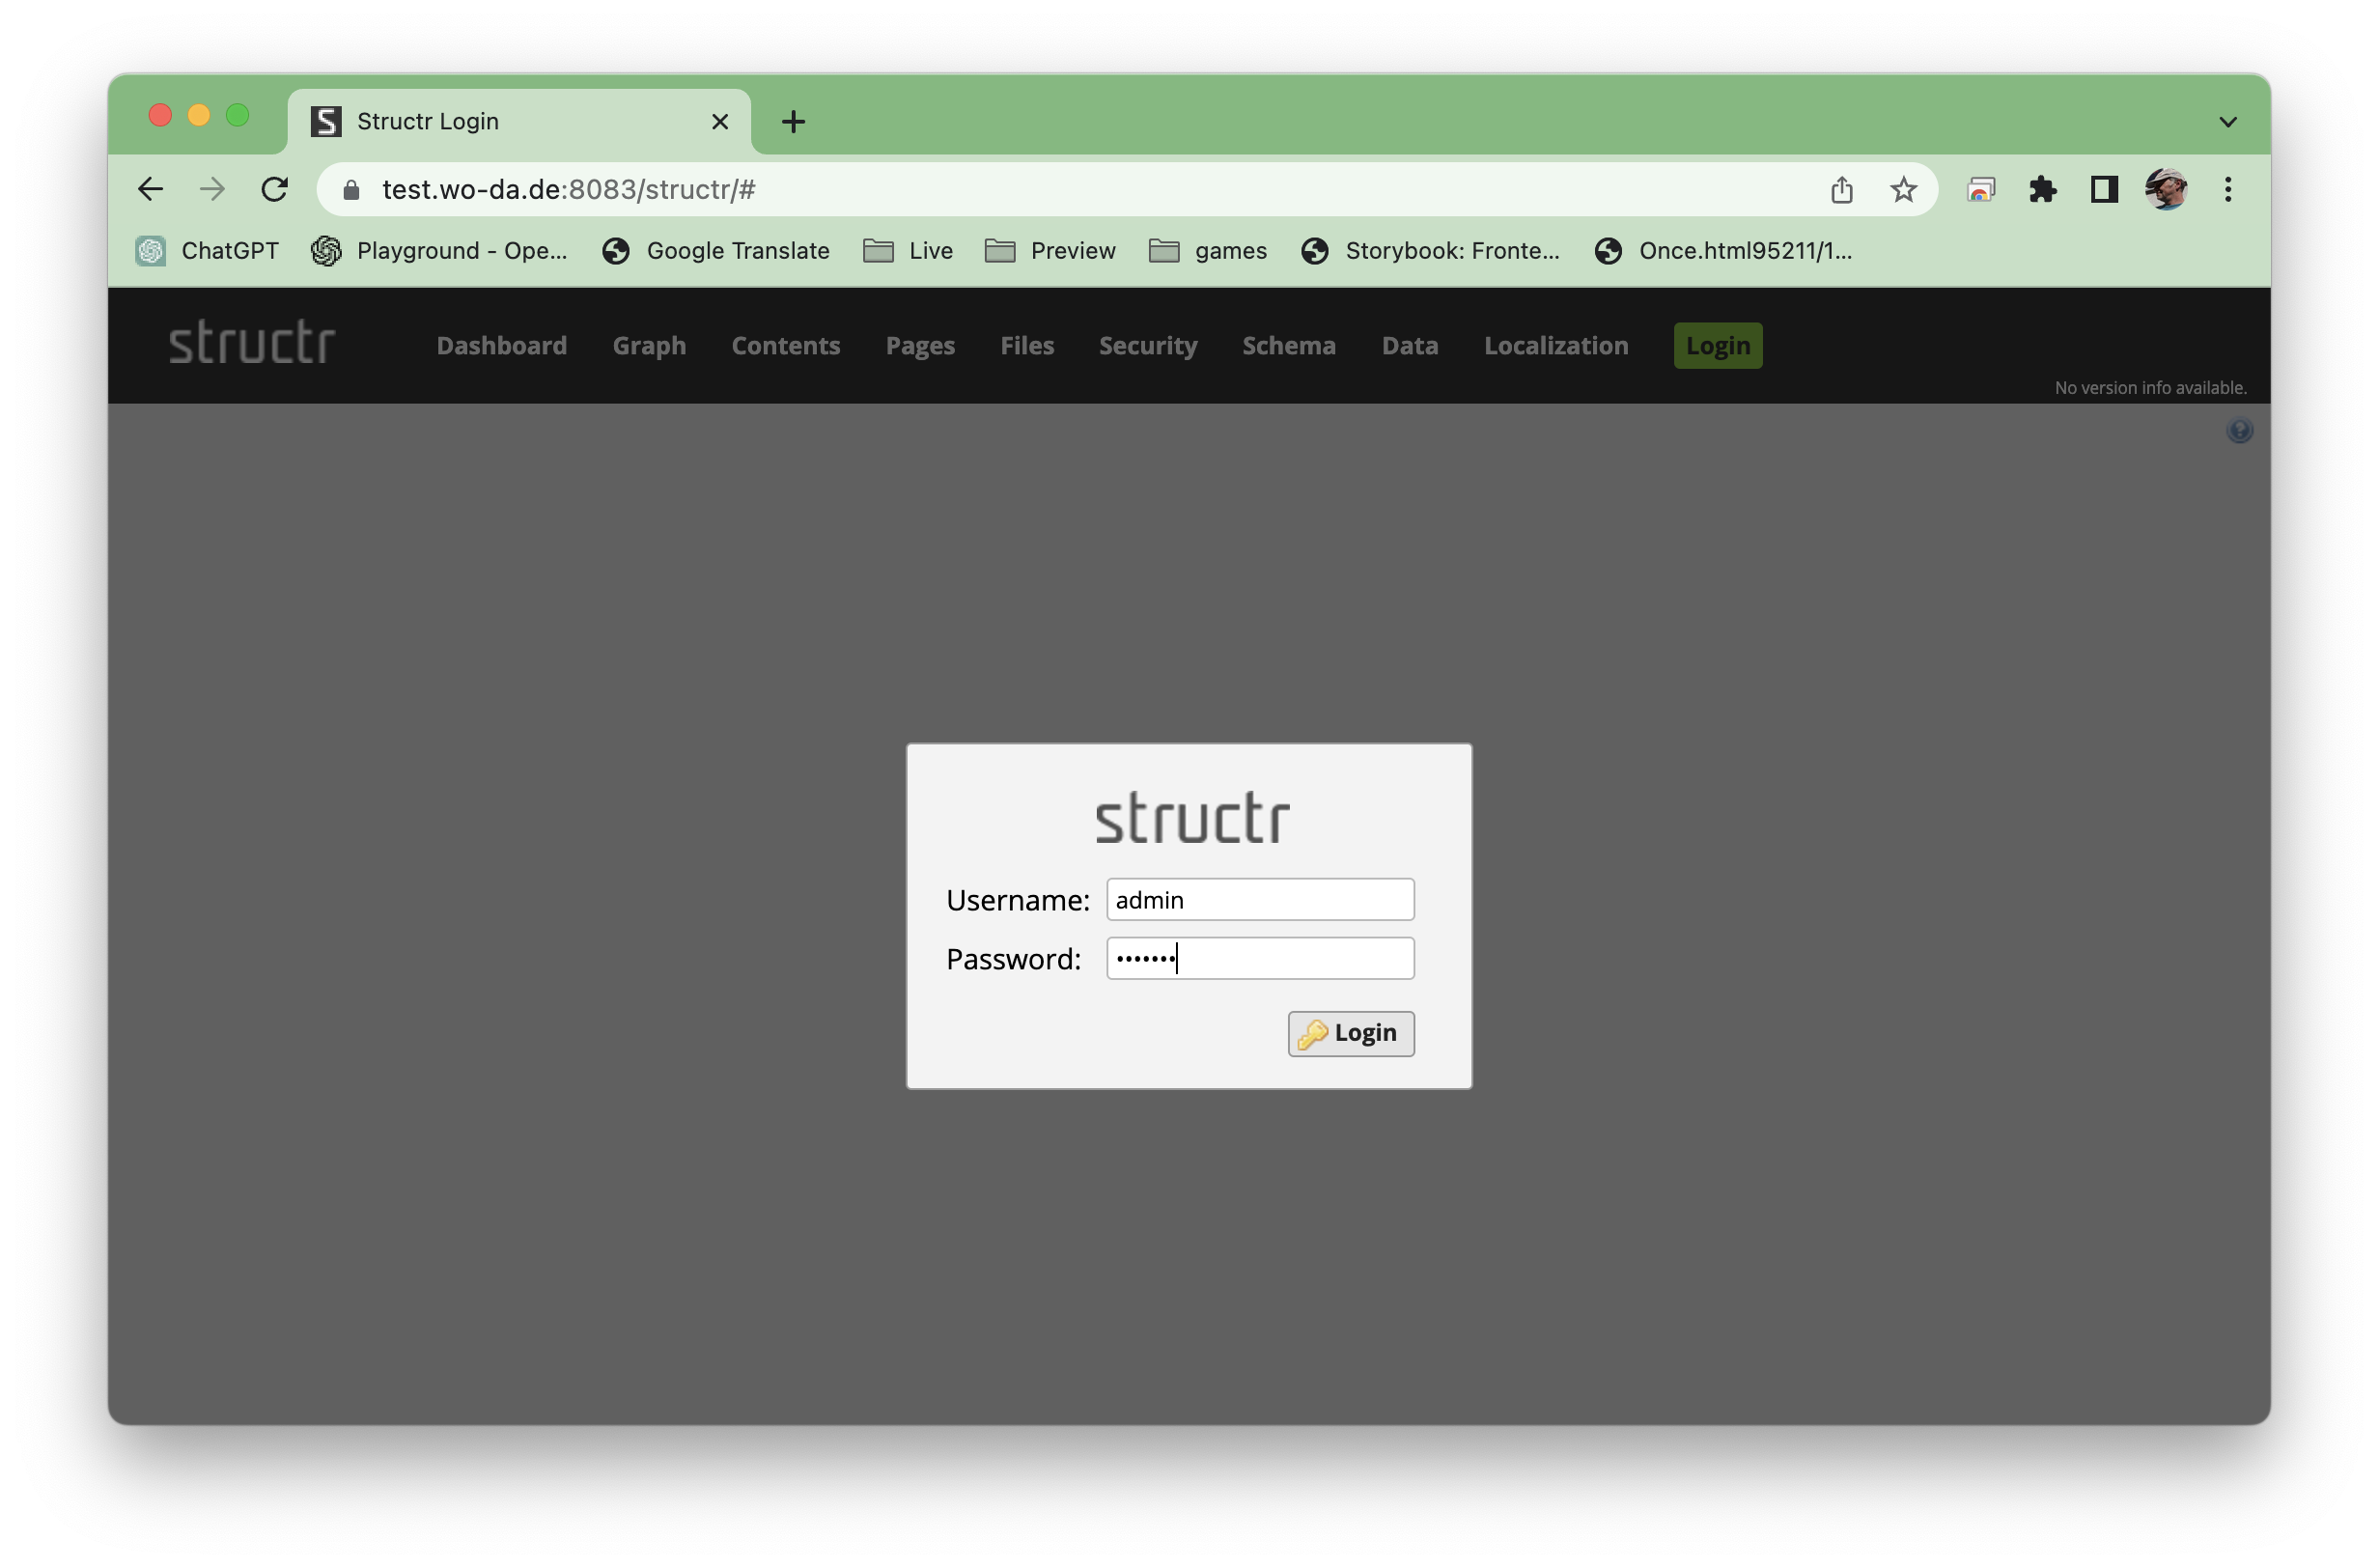 Structr Login
test.wo-da.de:8083/structr/#
ChatGPT Playground - Ope... Google Translate Live Preview games Storybook: Fronte... Once.html95211/1...
structr Dashboard Graph Contents Pages Files Security Schema Data Localization Login
No version info available.
structr
Username: admin
Password: •••••••
Login